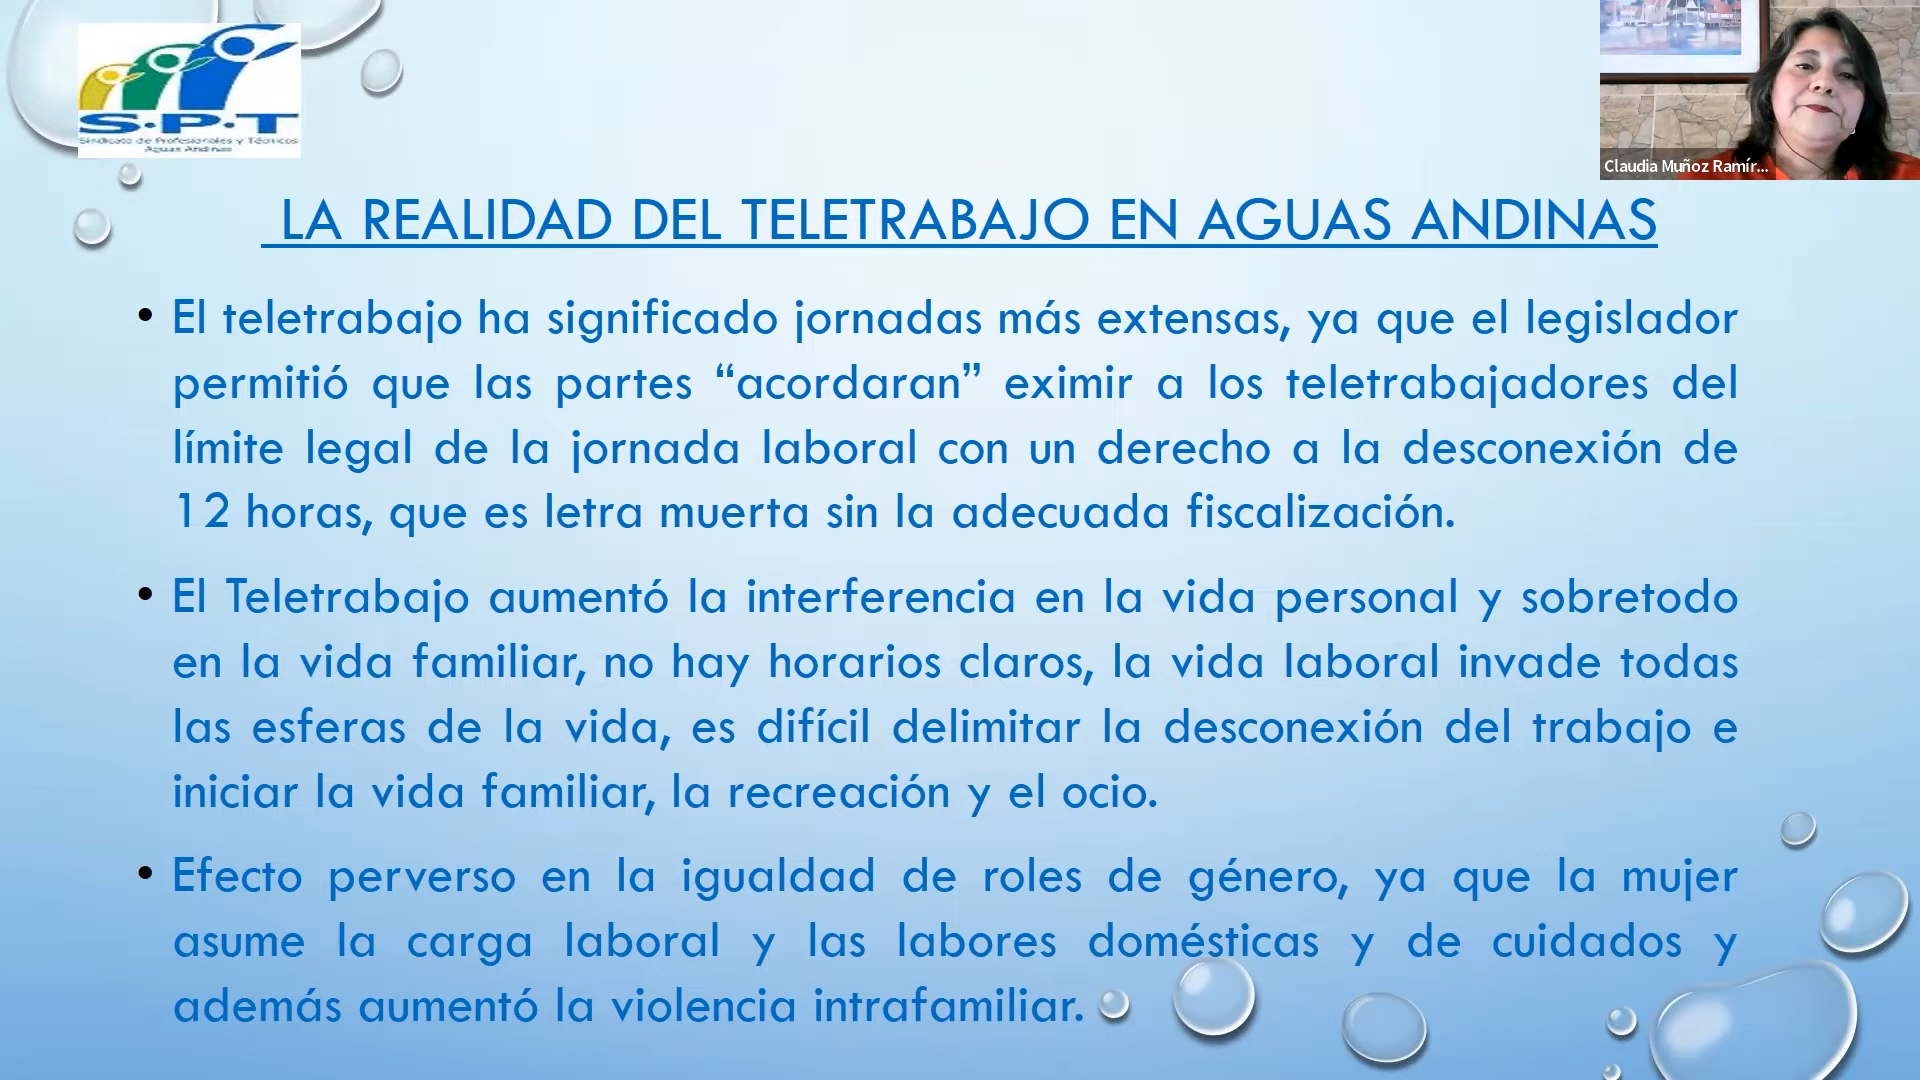 S.P.T
Sindicato de Profesionales y Técnicos
Aguas Andinas
Claudia Muñoz Ramír...
LA REALIDAD DEL TELETRABAJO EN AGUAS ANDINAS
• El teletrabajo ha significado jornadas más extensas, ya que el legislador
permitió que las partes “acordaran” eximir a los teletrabajadores del
límite legal de la jornada laboral con un derecho a la desconexión de
12 horas, que es letra muerta sin la adecuada fiscalización.
• El Teletrabajo aumentó la interferencia en la vida personal y sobretodo
en la vida familiar, no hay horarios claros, la vida laboral invade todas
las esferas de la vida, es difícil delimitar la desconexión del trabajo e
iniciar la vida familiar, la recreación y el ocio.
• Efecto perverso en la igualdad de roles de género, ya que la mujer
asume la carga laboral y las labores domésticas y de cuidados y
además aumentó la violencia intrafamiliar.